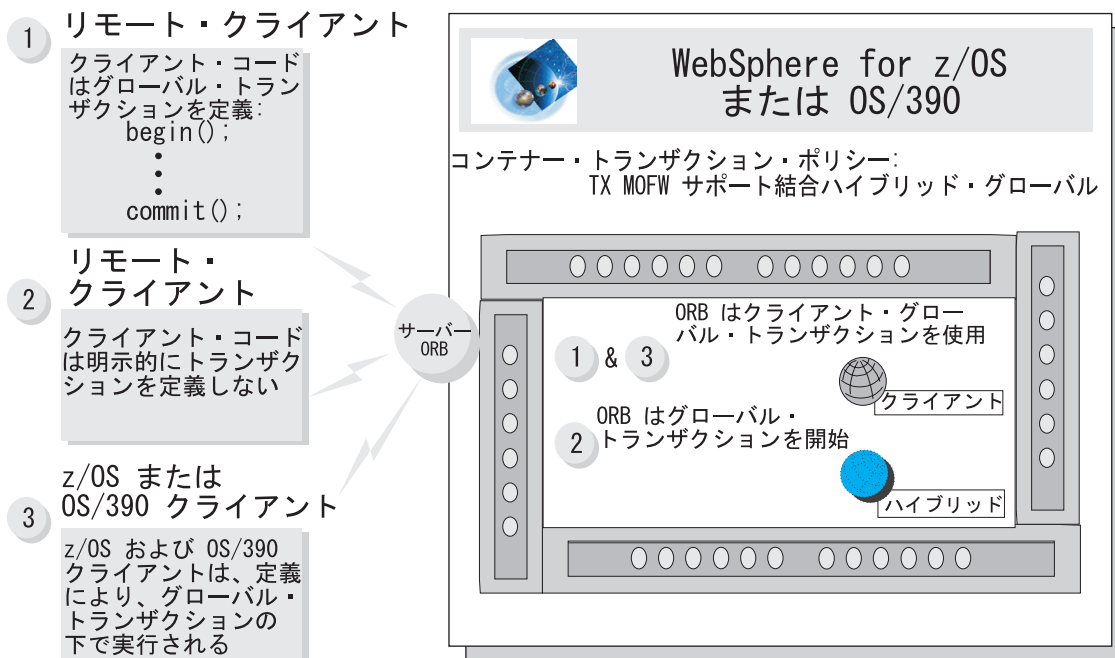 1 リモート・クライアント
クライアント・コード
はグローバル・トラン
ザクションを定義:
begin();
commit();
リモート・
2 クライアント
クライアント・コード
は明示的にトランザク
ションを定義しない
z/OS または
3 OS/390 クライアント
z/OS および OS/390
クライアントは、定義
により、グローバル・
トランザクションの
下で実行される
サーバー
ORB
WebSphere for z/OS
または OS/390
コンテナー・トランザクション・ポリシー:
TX MOFW サポート結合ハイブリッド・グローバル
ORB はクライアント・グロー
バル・トランザクションを使用
1 & 3
クライアント
ORB はグローバル・
2 トランザクションを開始
ハイブリッド